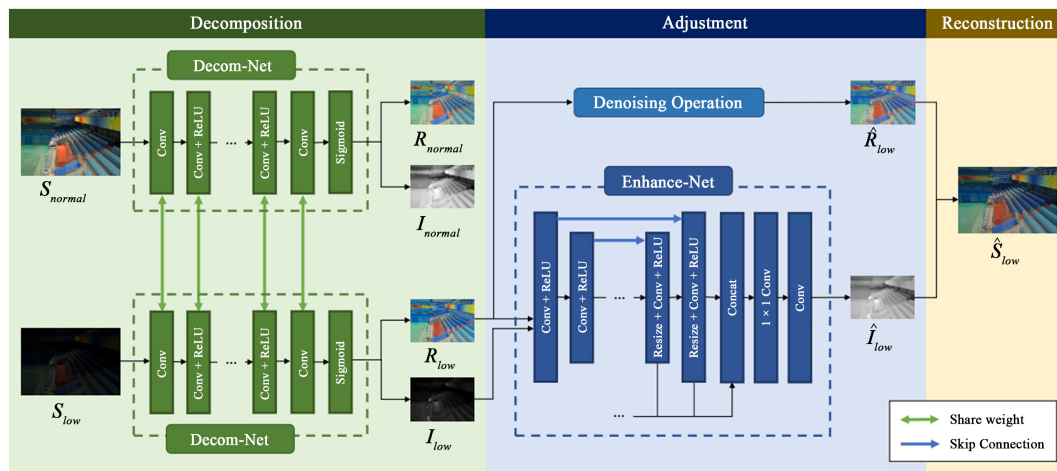 Decomposition
Adjustment
Reconstruction
Decom-Net
Conv
Conv + ReLU
...
Conv + ReLU
Conv
Sigmoid
S_normal
R_normal
I_normal
Denoising Operation
R̂_low
Enhance-Net
Conv + ReLU
Conv + ReLU
...
Resize + Conv + ReLU
Resize + Conv + ReLU
Concat
1 × 1 Conv
Conv
...
Î_low
Ŝ_low
Conv
Conv + ReLU
...
Conv + ReLU
Conv
Sigmoid
Decom-Net
S_low
R_low
I_low
Share weight
Skip Connection